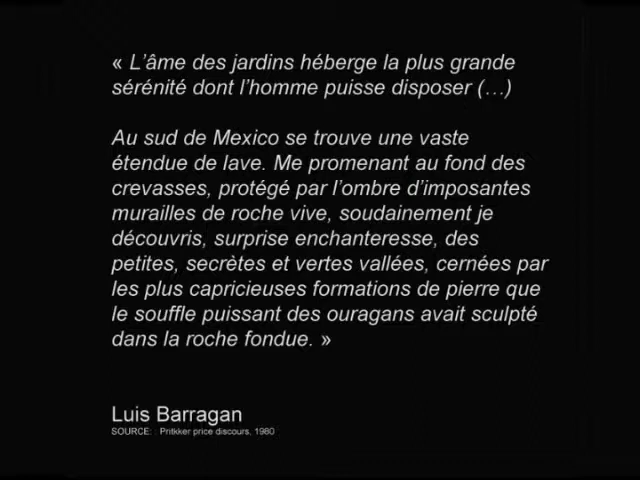 « L’âme des jardins héberge la plus grande
sérénité dont l’homme puisse disposer (…)
Au sud de Mexico se trouve une vaste
étendue de lave. Me promenant au fond des
crevasses, protégé par l’ombre d’imposantes
murailles de roche vive, soudainement je
découvris, surprise enchanteresse, des
petites, secrètes et vertes vallées, cernées par
les plus capricieuses formations de pierre que
le souffle puissant des ouragans avait sculpté
dans la roche fondue. »
Luis Barragan
SOURCE: Pritkker price discours, 1980